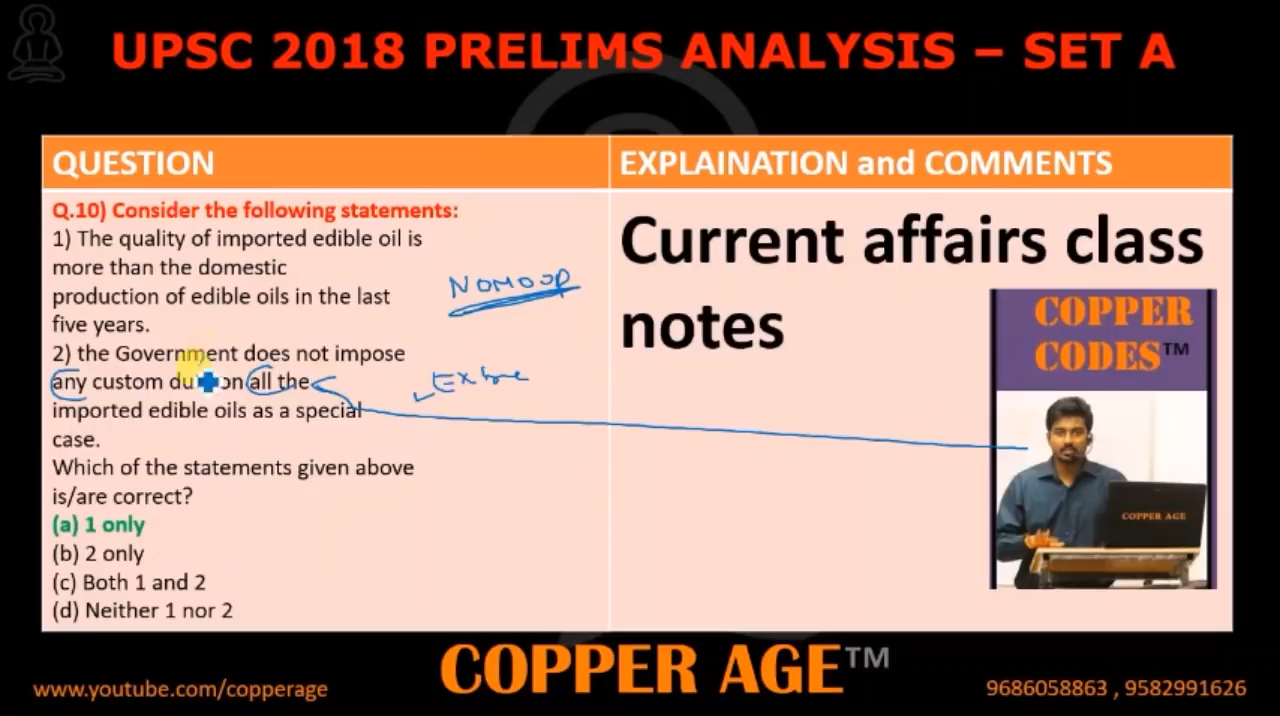 UPSC 2018 PRELIMS ANALYSIS – SET A
QUESTION
Q.10) Consider the following statements:
1) The quality of imported edible oil is
more than the domestic
production of edible oils in the last
five years.
2) the Government does not impose
any custom on all the
imported edible oils as a special
case.
Which of the statements given above
is/are correct?
(a) 1 only
(b) 2 only
(c) Both 1 and 2
(d) Neither 1 nor 2
EXPLAINATION and COMMENTS
Current affairs class
notes
COPPER
CODES™
COPPER AGE
COPPER AGE™
www.youtube.com/copperage
9686058863 , 9582991626